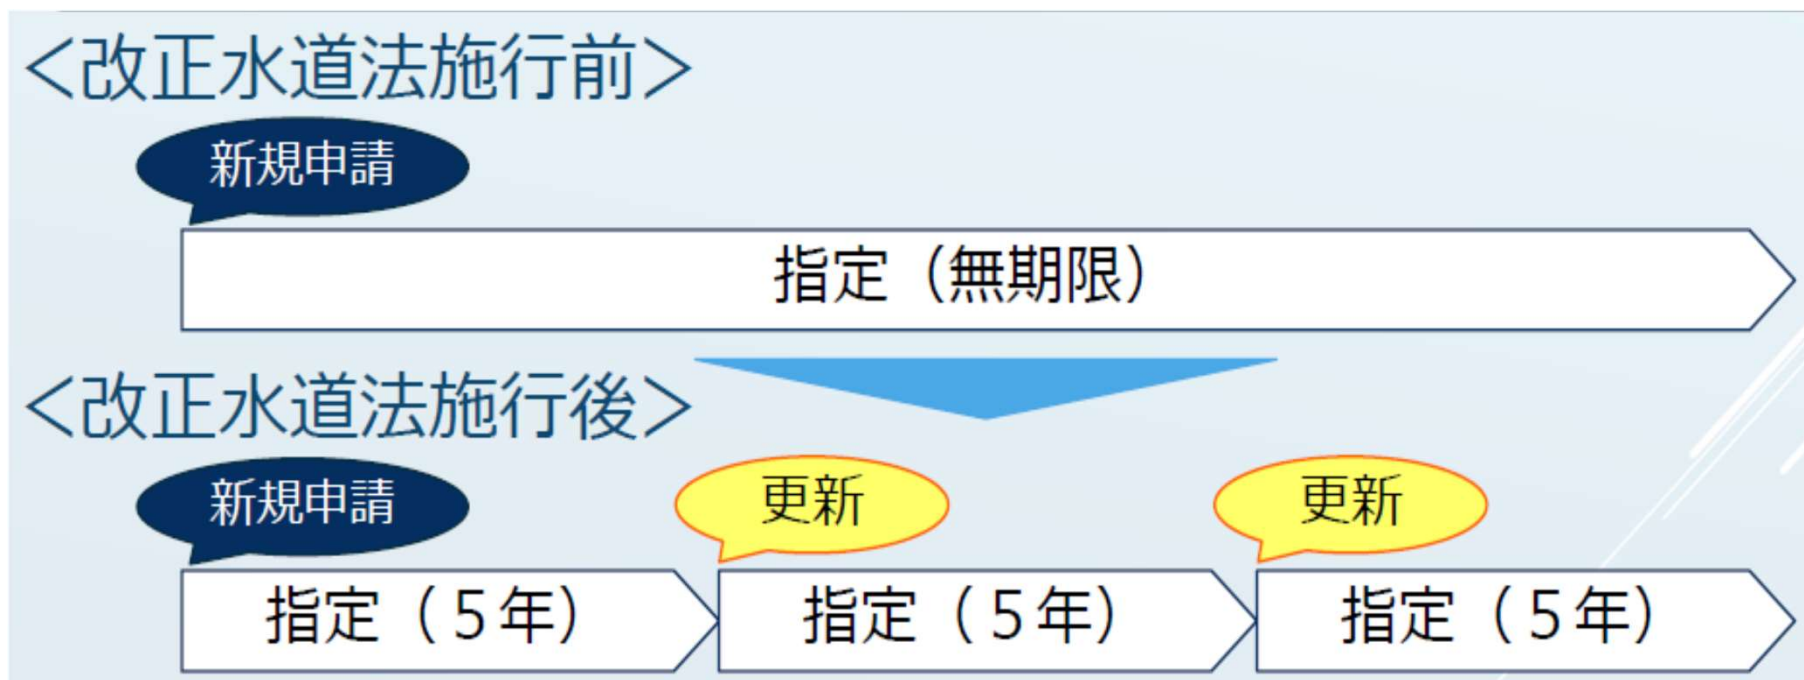 ＜改正水道法施行前＞
新規申請
指定（無期限）
＜改正水道法施行後＞
新規申請
更新
更新
指定（５年）
指定（５年）
指定（５年）